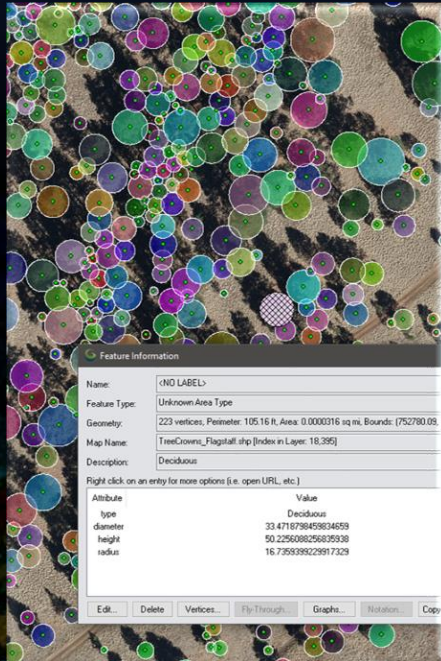 Feature Information
Name: <NO LABEL>
Feature Type: Unknown Area Type
Geometry: 223 vertices, Perimeter: 105.16 ft, Area: 0.0000316 sq mi, Bounds: (752780.09,
Map Name: TreeCrowns_Flagstaff.shp [Index in Layer: 18,395]
Description: Deciduous
Right click on an entry for more options (i.e. open URL, etc.)
Attribute Value
type Deciduous
diameter 33.4718798459834659
height 50.2256088256835938
radius 16.7359399229917329
Edit... Delete Vertices... Fly-Through... Graphs... Notation... Copy